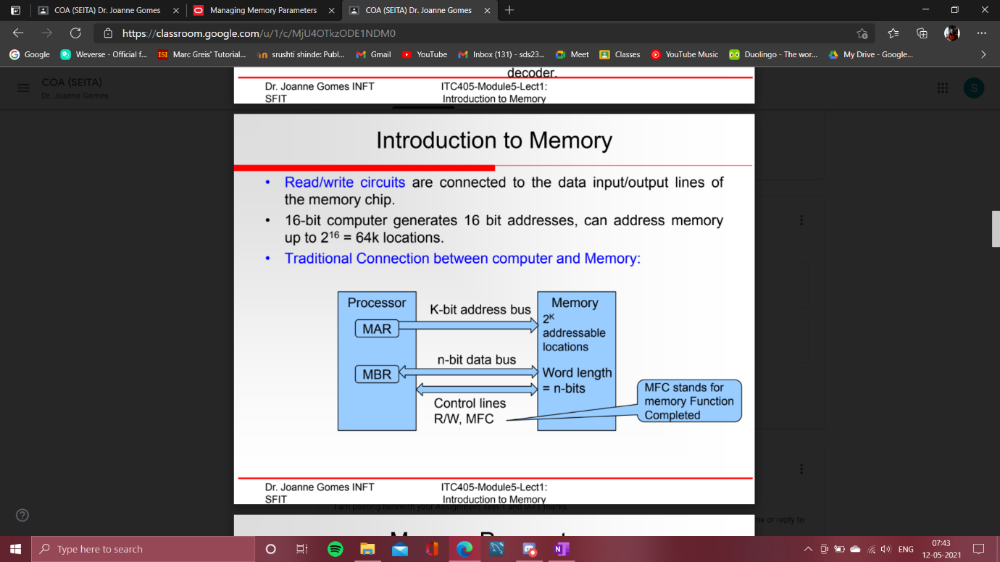 COA (SEITA) Dr. Joanne Gomes
Managing Memory Parameters
COA (SEITA) Dr. Joanne Gomes
https://classroom.google.com/u/1/c/MjU4OTkzODE1NDM0
Google
Weverse - Official f...
ISI
Marc Greis' Tutorial...
srushti shinde: Publ...
Gmail
YouTube
Inbox (131) - sds23...
Meet
Classes
YouTube Music
Duolingo - The wor...
My Drive - Google...
COA (SEITA)
Dr. Joanne Gomes
S
decoder.
Dr. Joanne Gomes INFT
SFIT
ITC405-Module5-Lect1:
Introduction to Memory
Introduction to Memory
• Read/write circuits are connected to the data input/output lines of
the memory chip.
• 16-bit computer generates 16 bit addresses, can address memory
up to 2¹⁶ = 64k locations.
• Traditional Connection between computer and Memory:
Processor
MAR
MBR
K-bit address bus
n-bit data bus
Control lines
R/W, MFC
Memory
2ᴷ
addressable
locations
Word length
= n-bits
MFC stands for
memory Function
Completed
Dr. Joanne Gomes INFT
SFIT
ITC405-Module5-Lect1:
Introduction to Memory
I am posting herewith your Assignment Test-1 and IAT1 marks.
me or reply to
Type here to search
ENG
07:43
12-05-2021